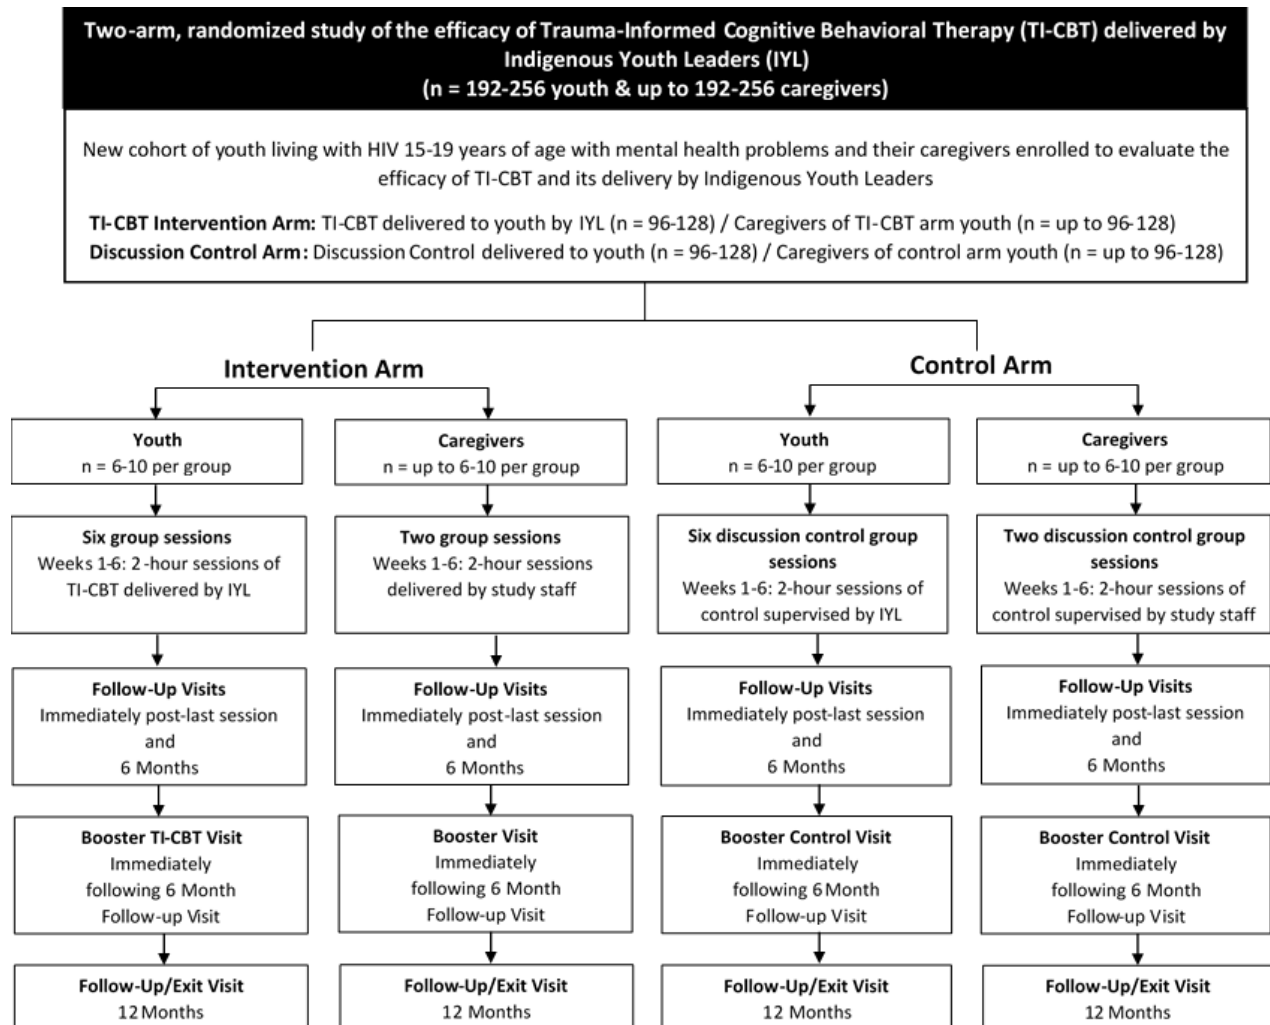 Two-arm, randomized study of the efficacy of Trauma-Informed Cognitive Behavioral Therapy (TI-CBT) delivered by
Indigenous Youth Leaders (IYL)
(n = 192-256 youth & up to 192-256 caregivers)
New cohort of youth living with HIV 15-19 years of age with mental health problems and their caregivers enrolled to evaluate the
efficacy of TI-CBT and its delivery by Indigenous Youth Leaders
TI-CBT Intervention Arm: TI-CBT delivered to youth by IYL (n = 96-128) / Caregivers of TI-CBT arm youth (n = up to 96-128)
Discussion Control Arm: Discussion Control delivered to youth (n = 96-128) / Caregivers of control arm youth (n = up to 96-128)
Intervention Arm
Youth
n = 6-10 per group
Six group sessions
Weeks 1-6: 2-hour sessions of
TI-CBT delivered by IYL
Follow-Up Visits
Immediately post-last session
and
6 Months
Booster TI-CBT Visit
Immediately
following 6 Month
Follow-up Visit
Follow-Up/Exit Visit
12 Months
Caregivers
n = up to 6-10 per group
Two group sessions
Weeks 1-6: 2-hour sessions
delivered by study staff
Follow-Up Visits
Immediately post-last session
and
6 Months
Booster Visit
Immediately
following 6 Month
Follow-up Visit
Follow-Up/Exit Visit
12 Months
Control Arm
Youth
n = 6-10 per group
Six discussion control group
sessions
Weeks 1-6: 2-hour sessions of
control supervised by IYL
Follow-Up Visits
Immediately post-last session
and
6 Months
Booster Control Visit
Immediately
following 6 Month
Follow-up Visit
Follow-Up/Exit Visit
12 Months
Caregivers
n = up to 6-10 per group
Two discussion control group
sessions
Weeks 1-6: 2-hour sessions of
control supervised by study staff
Follow-Up Visits
Immediately post-last session
and
6 Months
Booster Control Visit
Immediately
following 6 Month
Follow-up Visit
Follow-Up/Exit Visit
12 Months